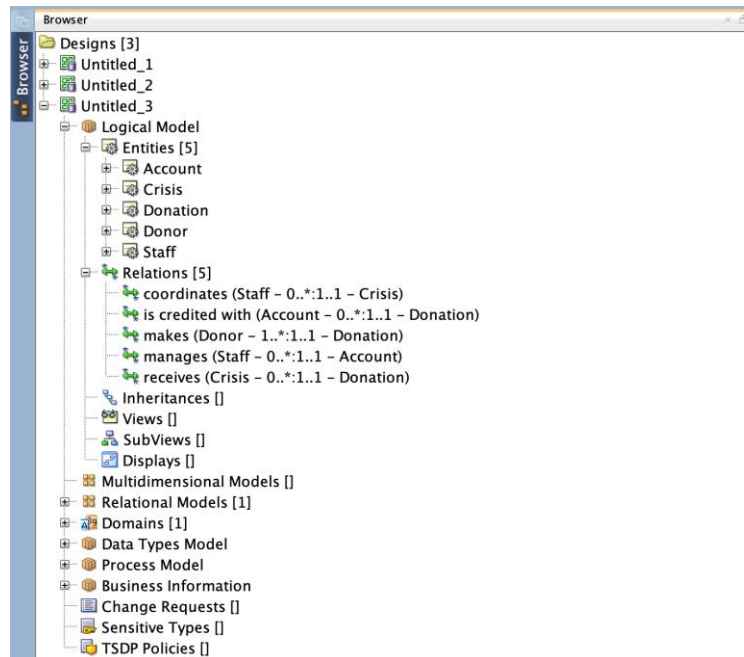 Browser
Browser
Designs [3]
Untitled_1
Untitled_2
Untitled_3
Logical Model
Entities [5]
Account
Crisis
Donation
Donor
Staff
Relations [5]
coordinates (Staff – 0..*:1..1 – Crisis)
is credited with (Account – 0..*:1..1 – Donation)
makes (Donor – 1..*:1..1 – Donation)
manages (Staff – 0..*:1..1 – Account)
receives (Crisis – 0..*:1..1 – Donation)
Inheritances []
Views []
SubViews []
Displays []
Multidimensional Models []
Relational Models [1]
Domains [1]
Data Types Model
Process Model
Business Information
Change Requests []
Sensitive Types []
TSDP Policies []